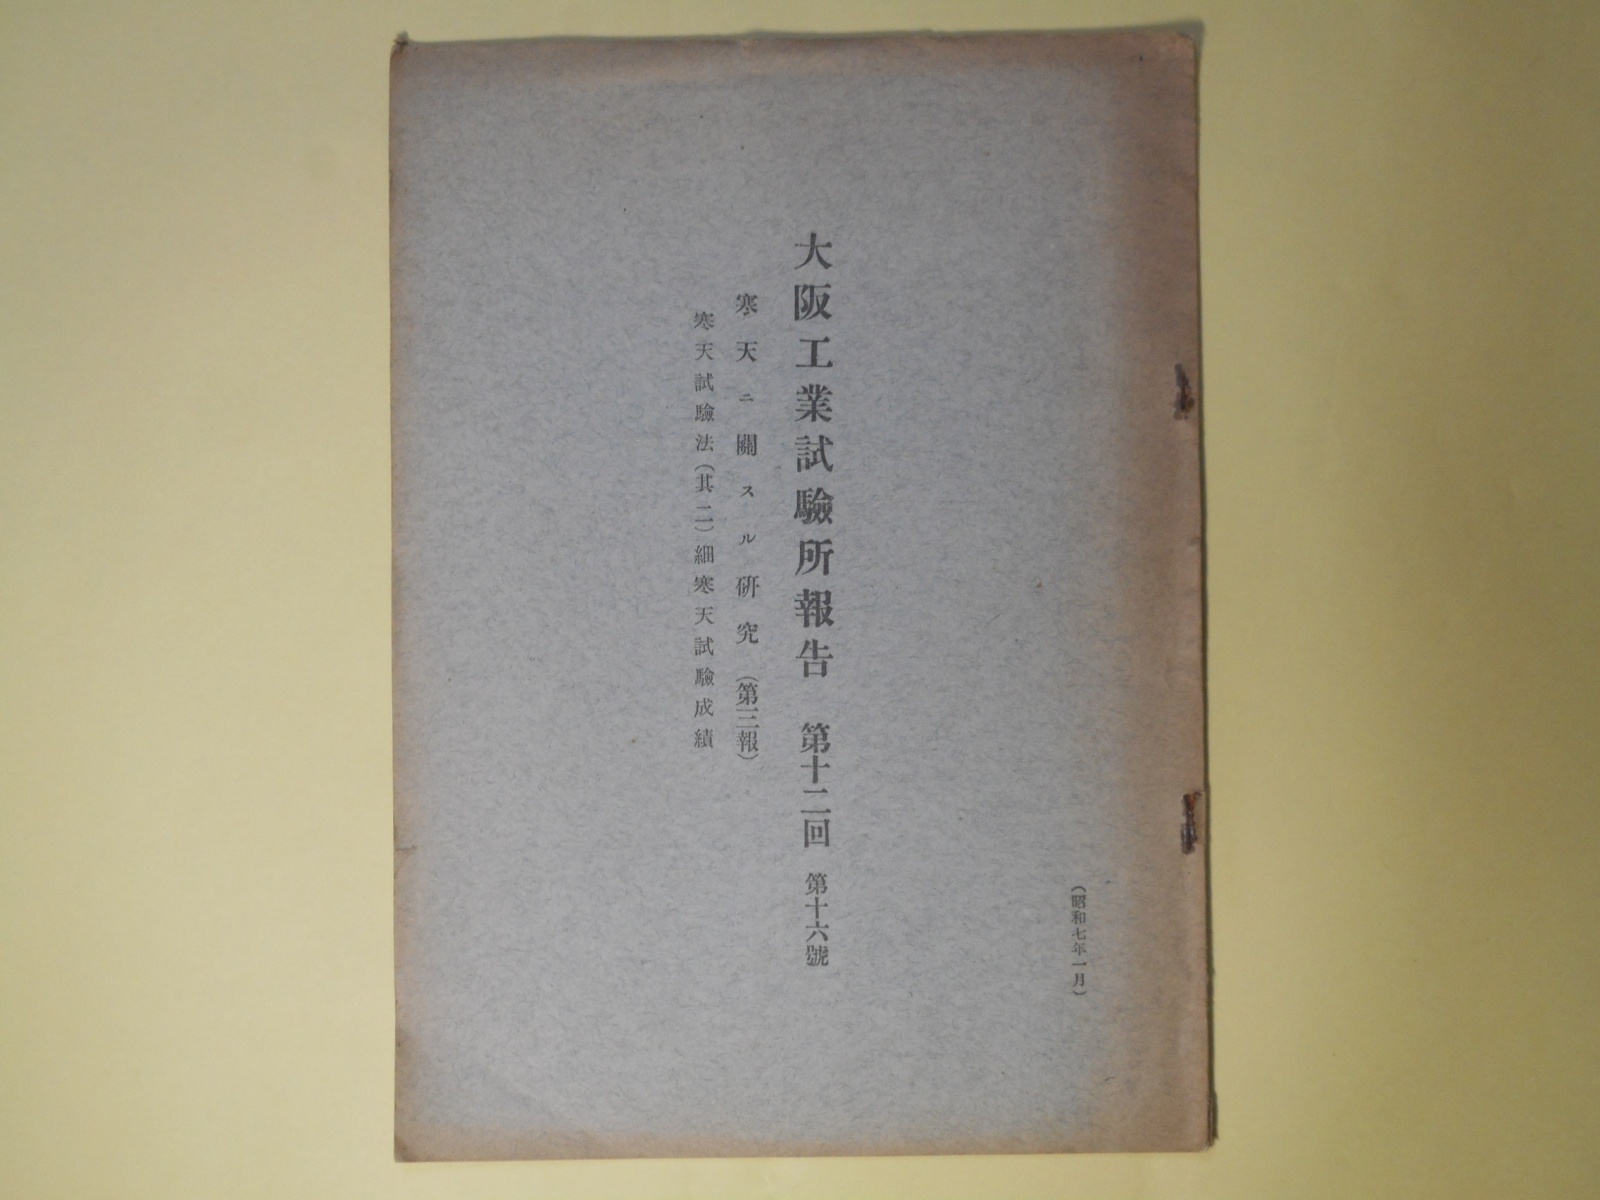 (昭和七年一月)
大阪工業試驗所報告 第十二回 第十六號
寒天ニ關スル研究(第三報)
寒天試驗法(其二)細寒天試驗成績